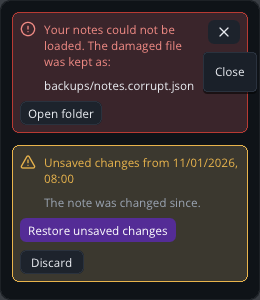 Your notes could not be
loaded. The damaged file
was kept as:
Close
backups/notes.corrupt.json
Open folder
Unsaved changes from 11/01/2026,
08:00
The note was changed since.
Restore unsaved changes
Discard